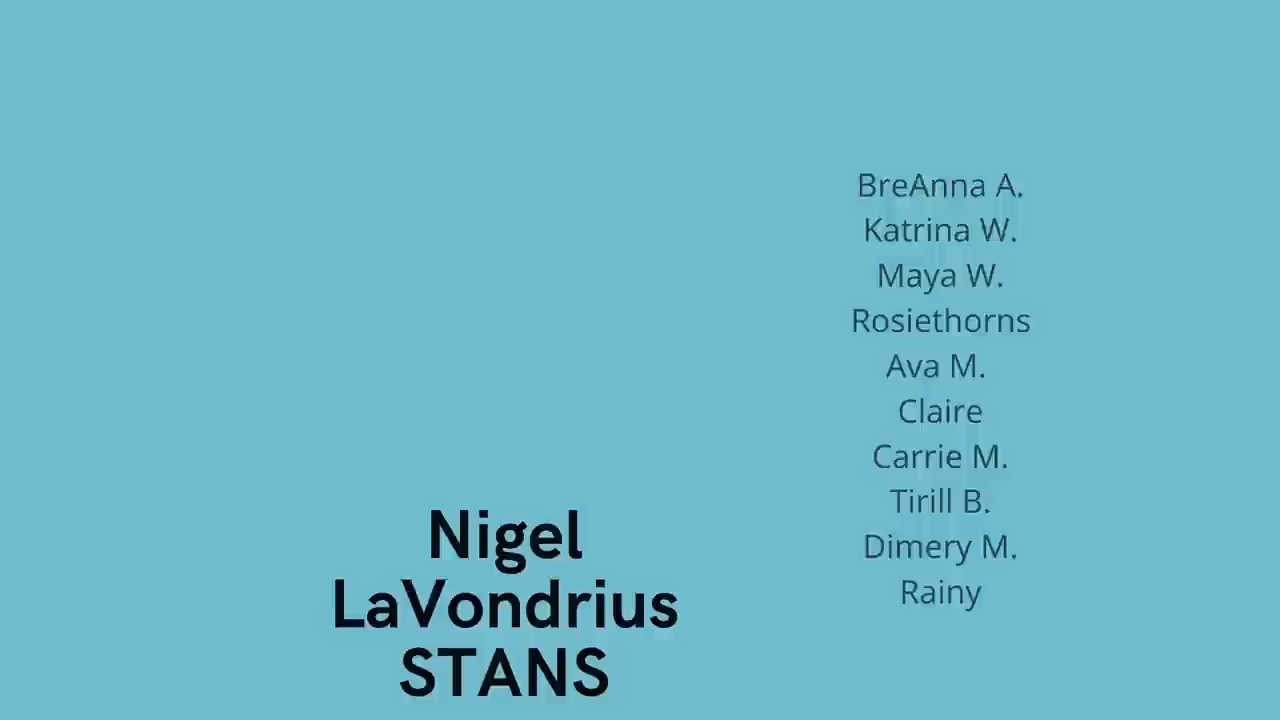 Nigel
LaVondrius
STANS
BreAnna A.
Katrina W.
Maya W.
Rosiethorns
Ava M.
Claire
Carrie M.
Tirill B.
Dimery M.
Rainy